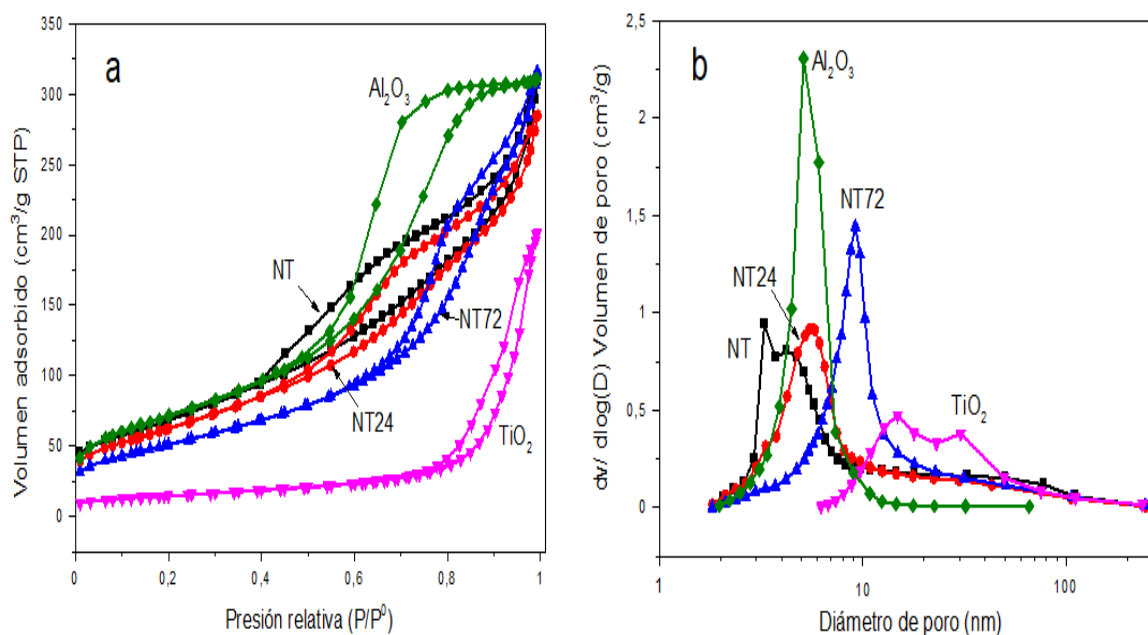 a
Volumen adsorbido (cm³/g STP)
350
300
250
200
150
100
50
0
0
0,2
0,4
0,6
0,8
1
Presión relativa (P/P⁰)
Al₂O₃
NT
NT72
NT24
TiO₂
b
dv/ dlog(D) Volumen de poro (cm³/g)
2,5
2
1,5
1
0,5
0
1
10
100
Diámetro de poro (nm)
Al₂O₃
NT72
NT24
NT
TiO₂